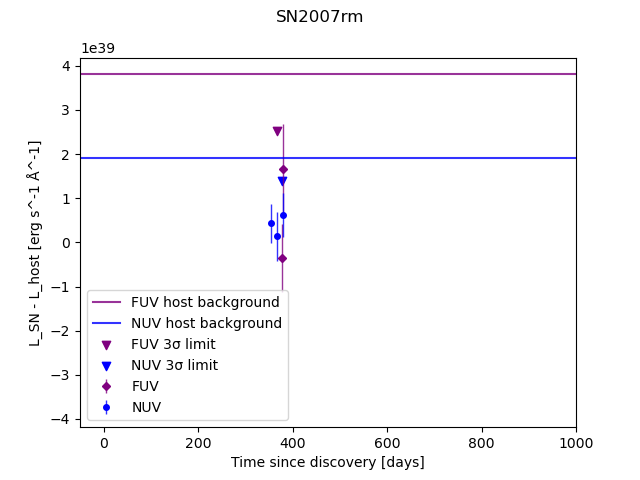 SN2007rm
1e39
4
3
2
1
0
−1
−2
−3
−4
L_SN - L_host [erg s^-1 Å^-1]
FUV host background
NUV host background
FUV 3σ limit
NUV 3σ limit
FUV
NUV
0 200 400 600 800 1000
Time since discovery [days]